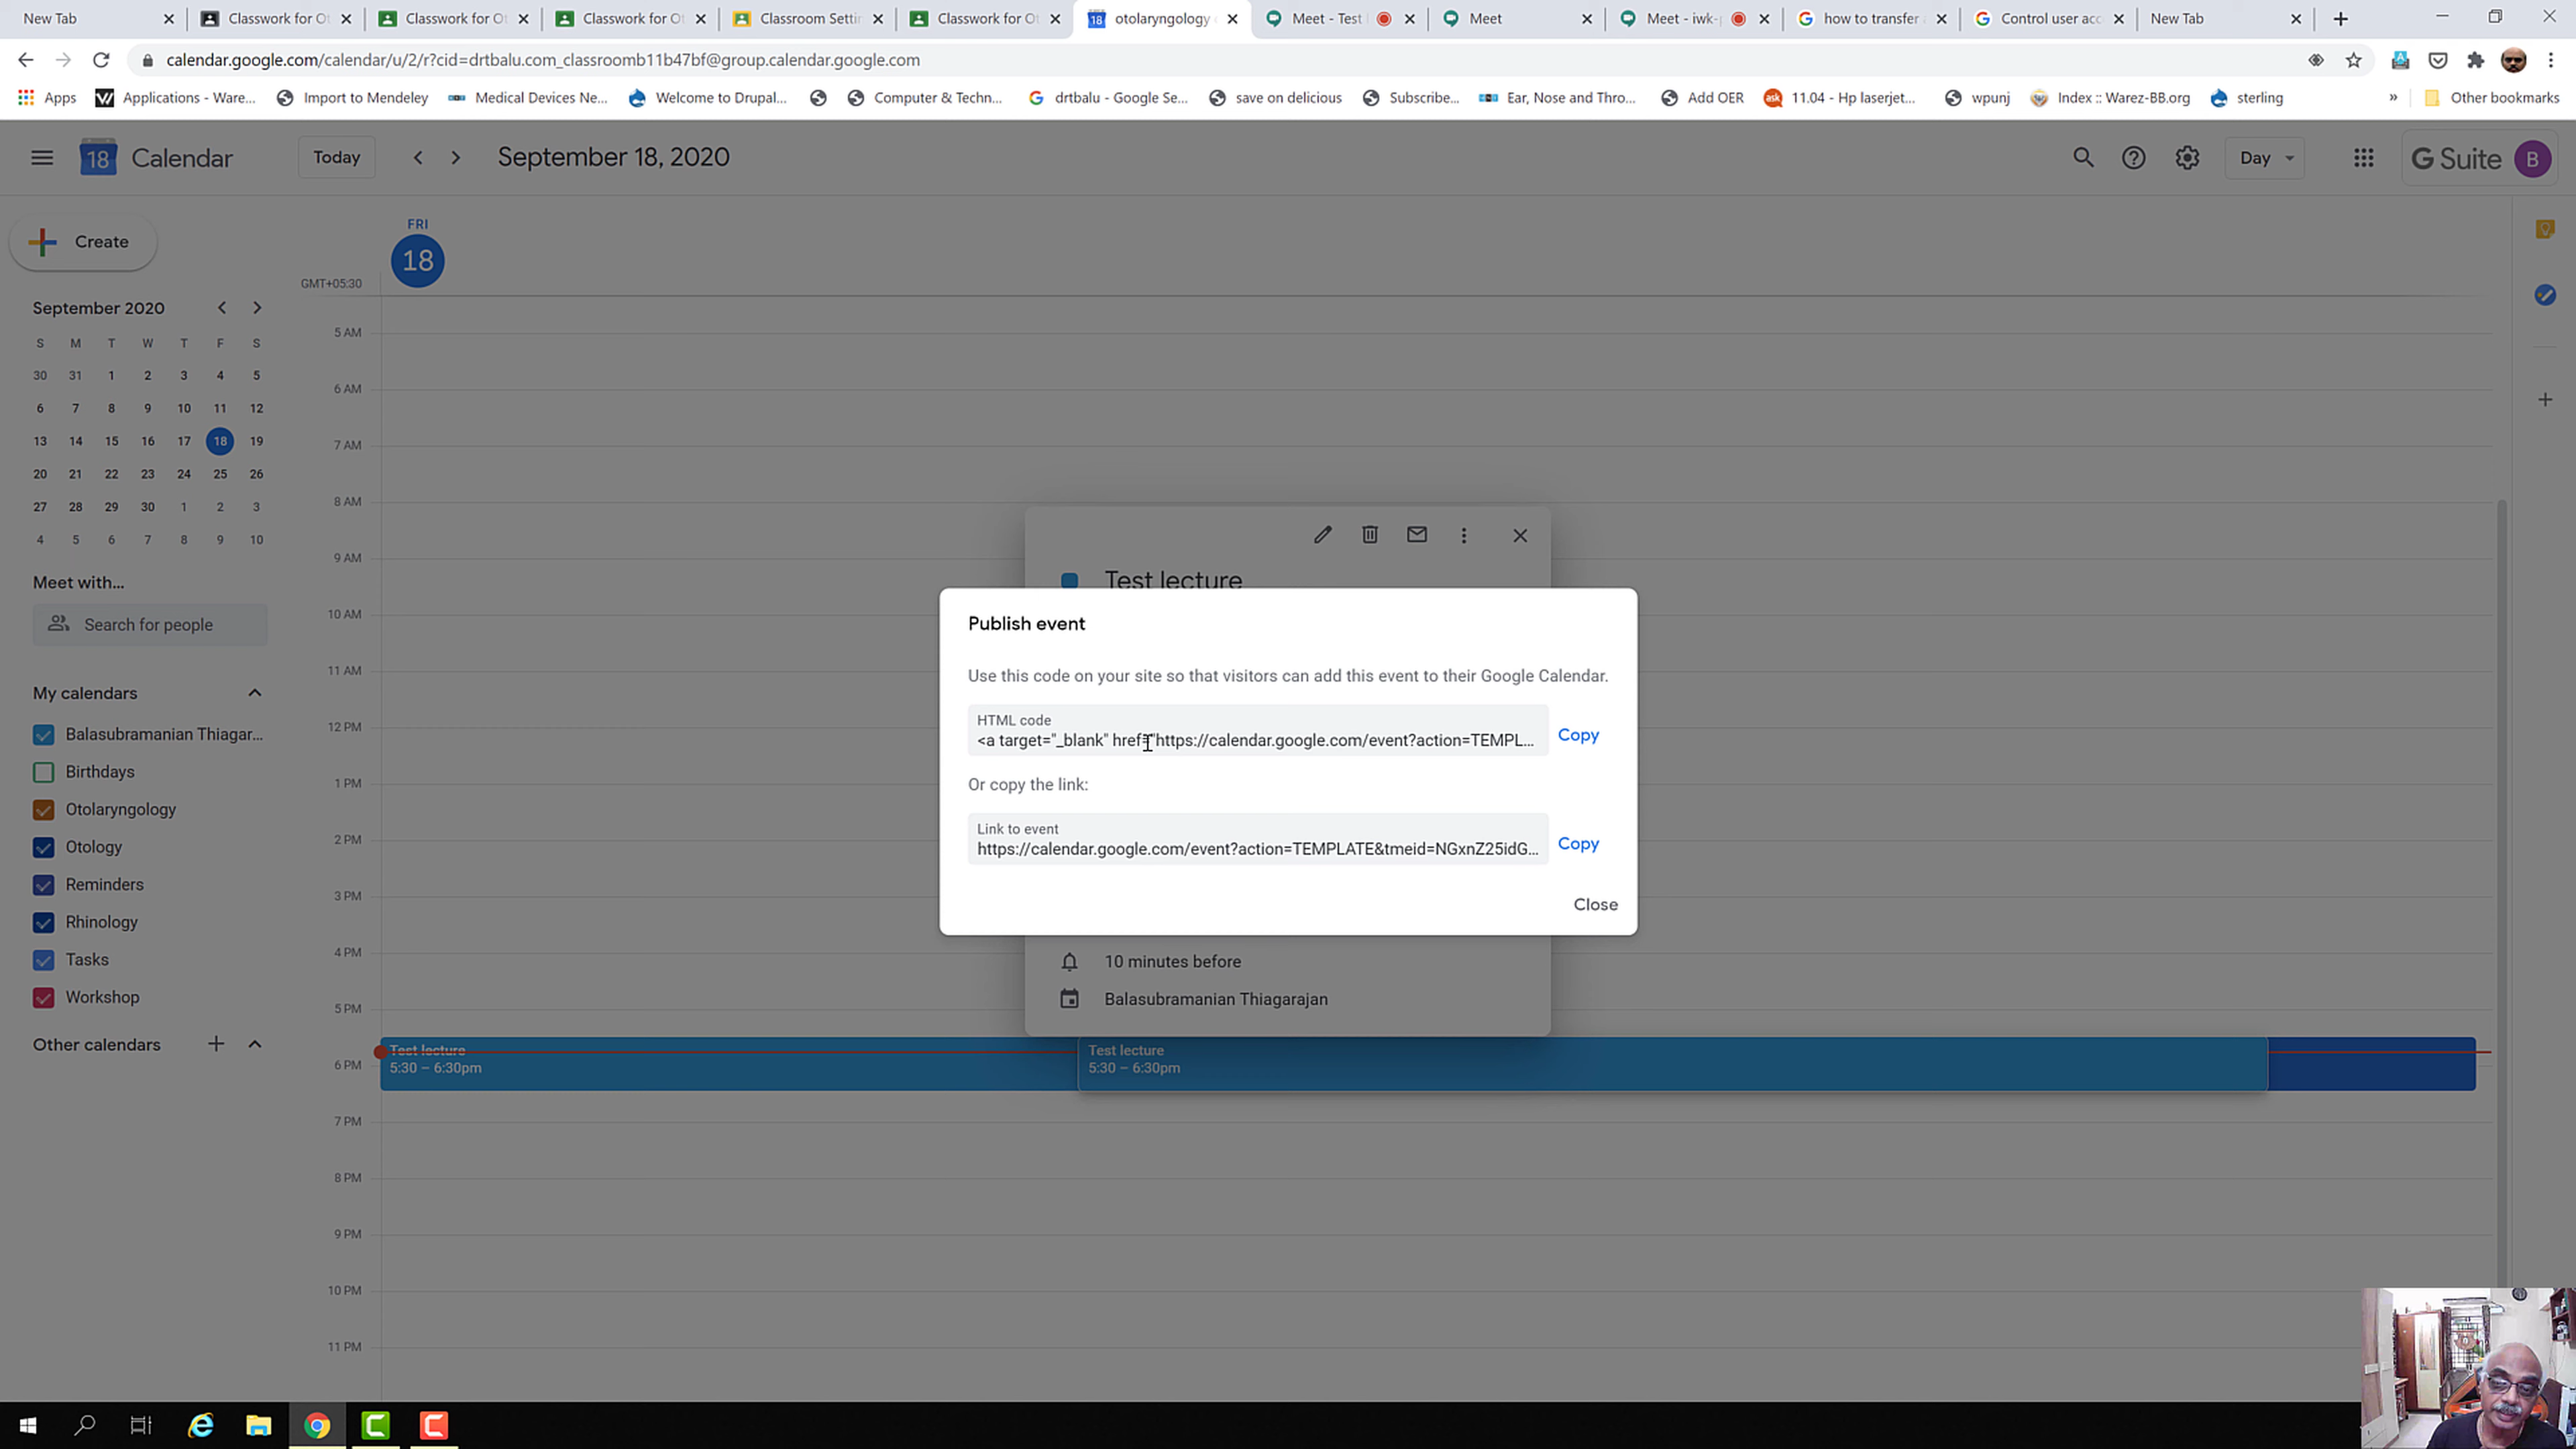 New Tab
Classwork for Ot
Classwork for Ot
Classwork for Ot
Classroom Setti
Classwork for Ot
otolaryngology
Meet - Test
Meet
Meet - iwk-
how to transfer
Control user acc
New Tab
calendar.google.com/calendar/u/2/r?cid=drtbalu.com_classroomb11b47bf@group.calendar.google.com
Apps
Applications - Ware...
Import to Mendeley
Medical Devices Ne...
Welcome to Drupal...
Computer & Techn...
drtbalu - Google Se...
save on delicious
Subscribe...
Ear, Nose and Thro...
Add OER
ask
11.04 - Hp laserjet...
wpunj
Index :: Warez-BB.org
sterling
»
Other bookmarks
18
Calendar
Today
September 18, 2020
Day
G Suite
B
Create
FRI
18
GMT+05:30
September 2020
S M T W T F S
30 31 1 2 3 4 5
6 7 8 9 10 11 12
13 14 15 16 17 18 19
20 21 22 23 24 25 26
27 28 29 30 1 2 3
4 5 6 7 8 9 10
Meet with...
Search for people
My calendars
Balasubramanian Thiagar...
Birthdays
Otolaryngology
Otology
Reminders
Rhinology
Tasks
Workshop
Other calendars
5 AM
6 AM
7 AM
8 AM
9 AM
10 AM
11 AM
12 PM
1 PM
2 PM
3 PM
4 PM
5 PM
6 PM
7 PM
8 PM
9 PM
10 PM
11 PM
Test lecture
Publish event
Use this code on your site so that visitors can add this event to their Google Calendar.
HTML code
<a target="_blank" href="https://calendar.google.com/event?action=TEMPL...
Copy
Or copy the link:
Link to event
https://calendar.google.com/event?action=TEMPLATE&tmeid=NGxnZ25idG...
Copy
Close
10 minutes before
Balasubramanian Thiagarajan
Test lecture
5:30 – 6:30pm
Test lecture
5:30 – 6:30pm